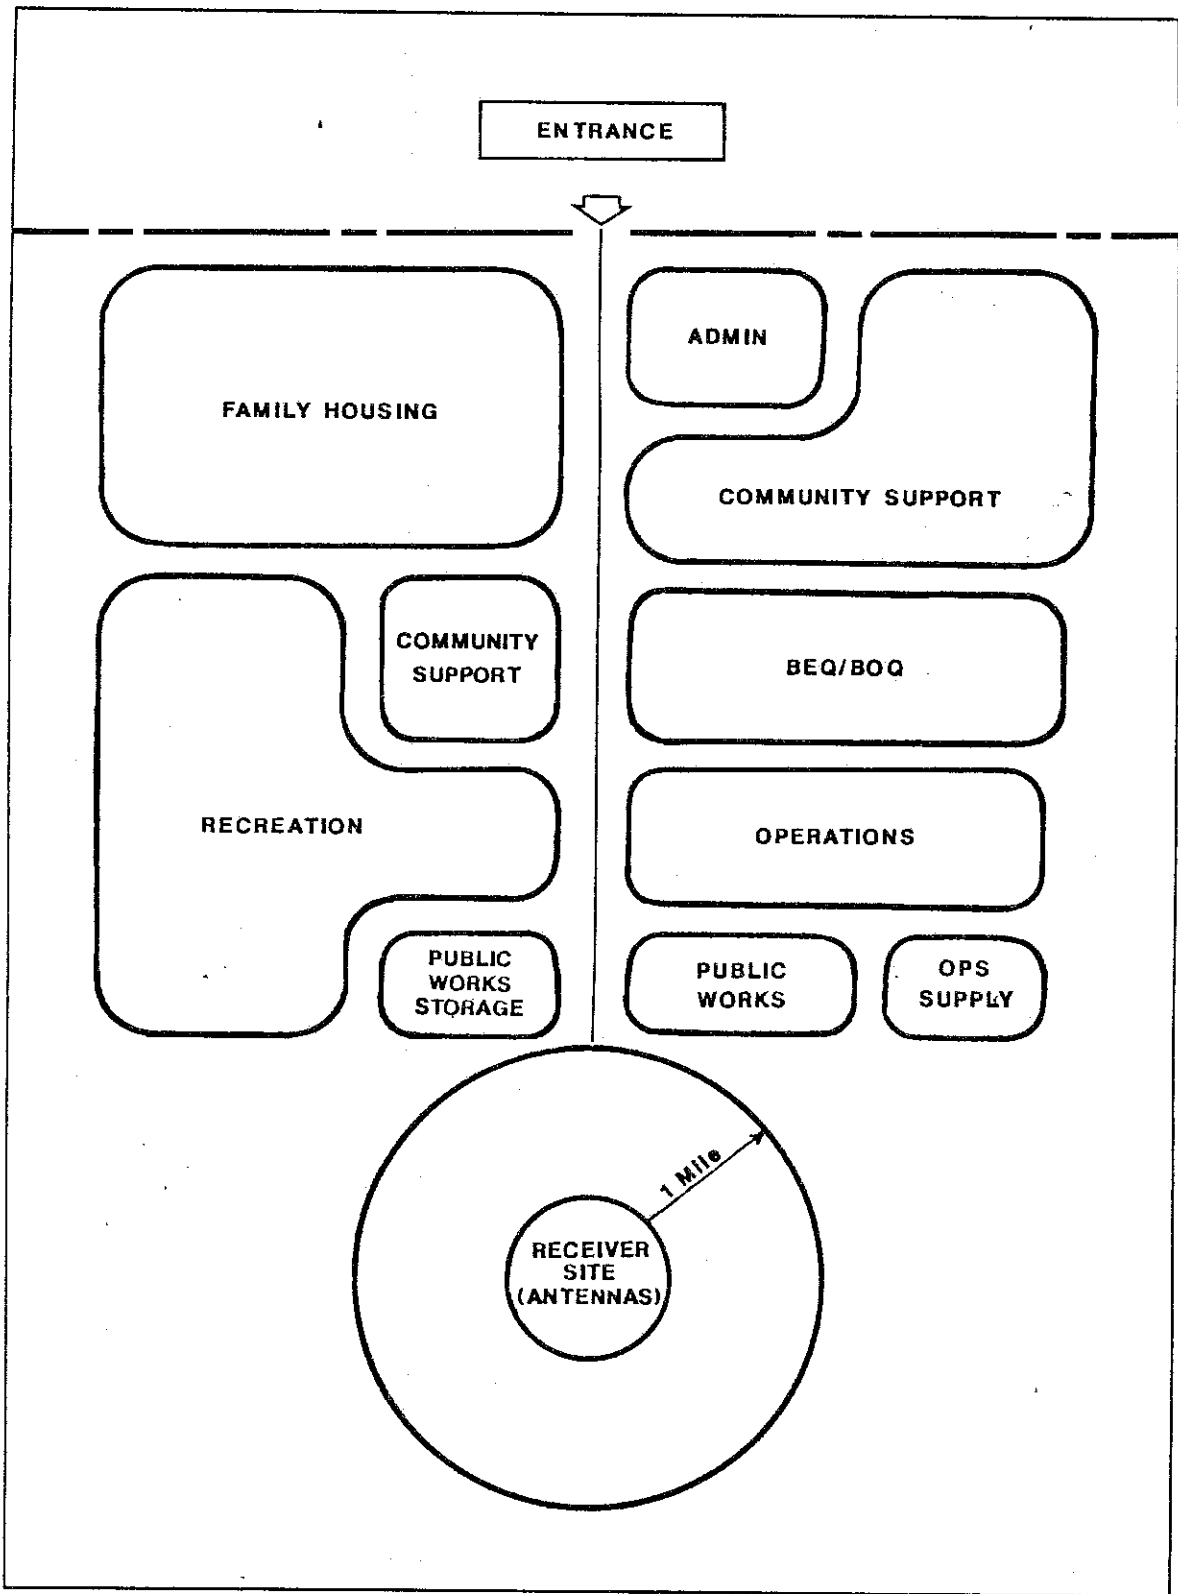 ENTRANCE
ADMIN
FAMILY HOUSING
COMMUNITY SUPPORT
COMMUNITY
SUPPORT
BEQ/BOQ
RECREATION
OPERATIONS
PUBLIC
WORKS
STORAGE
PUBLIC
WORKS
OPS
SUPPLY
1 Mile
RECEIVER
SITE
(ANTENNAS)